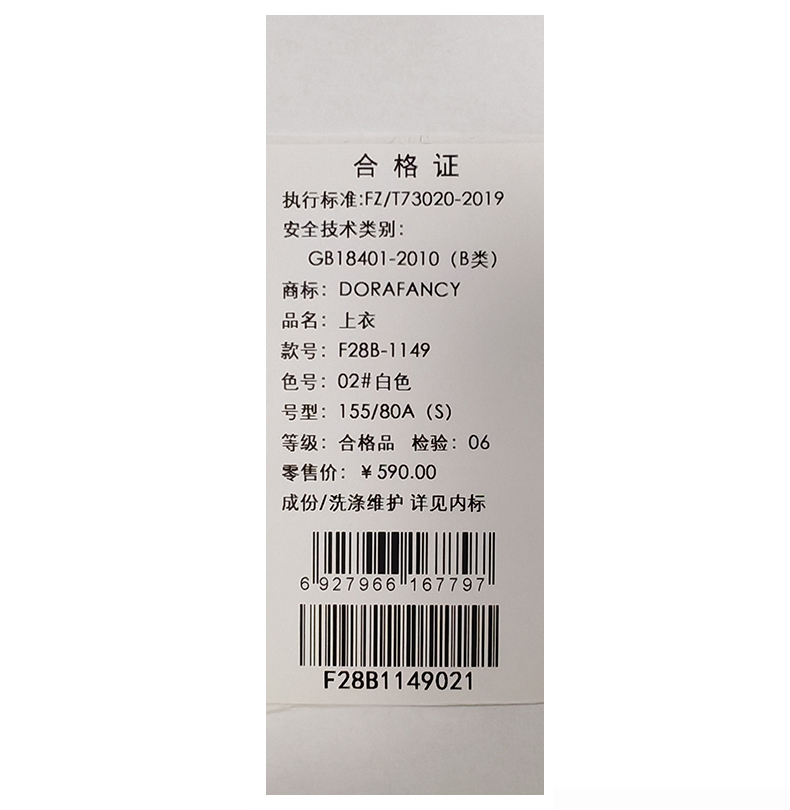 合格证
执行标准:FZ/T73020-2019
安全技术类别:
GB18401-2010（B类）
商标：DORAFANCY
品名：上衣
款号：F28B-1149
色号：02#白色
号型：155/80A（S）
等级：合格品 检验：06
零售价：¥590.00
成份/洗涤维护 详见内标
6927966167797
F28B1149021